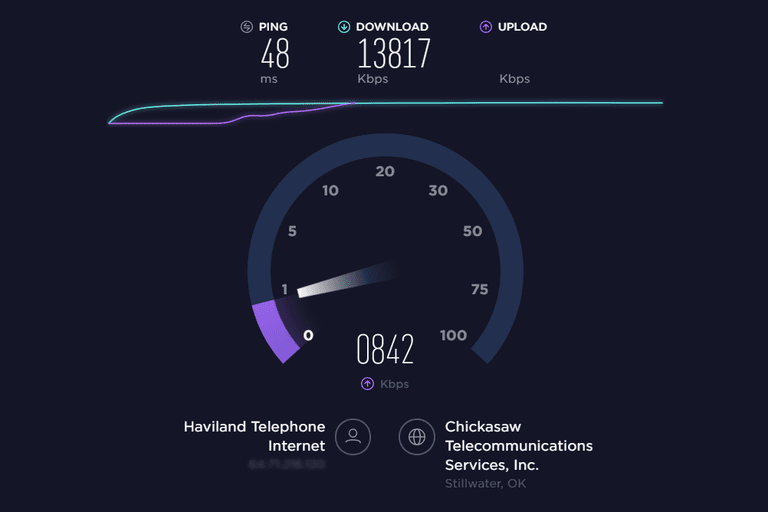 PING
DOWNLOAD
UPLOAD
48
13817
ms
Kbps
Kbps
20
10
30
5
50
1
75
0
100
0842
Kbps
Haviland Telephone
Internet
Chickasaw
Telecommunications
Services, Inc.
Stillwater, OK